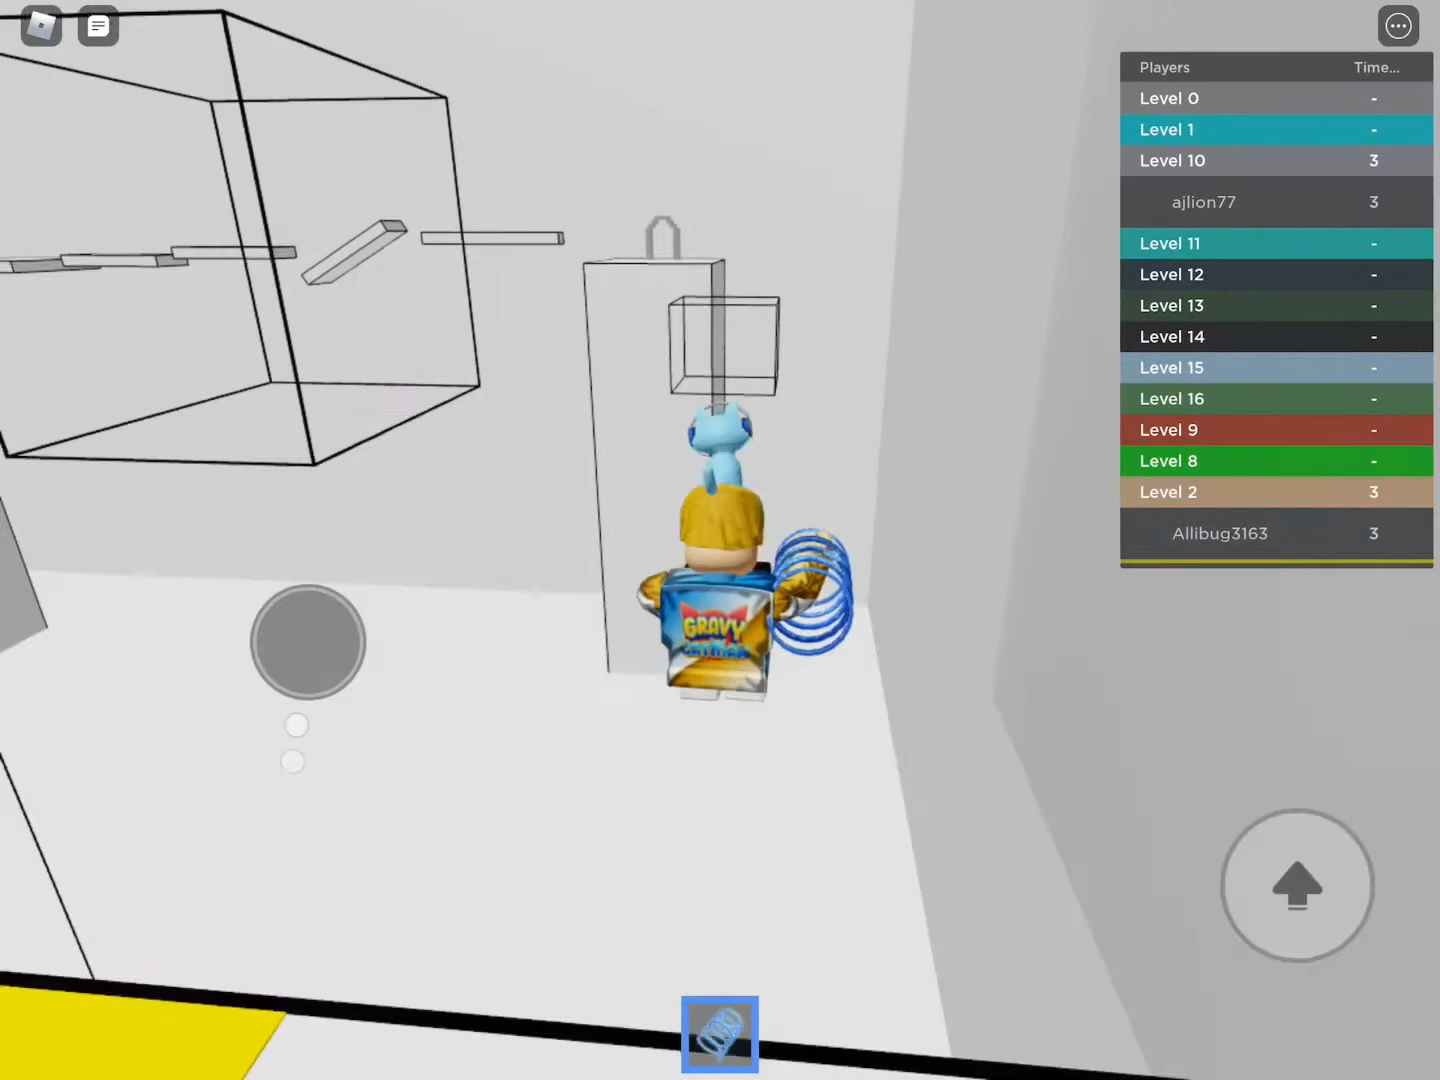 Players Time...
Level 0 -
Level 1 -
Level 10 3
ajlion77 3
Level 11 -
Level 12 -
Level 13 -
Level 14 -
Level 15 -
Level 16 -
Level 9 -
Level 8 -
Level 2 3
Allibug3163 3
GRAVY
CATMAN